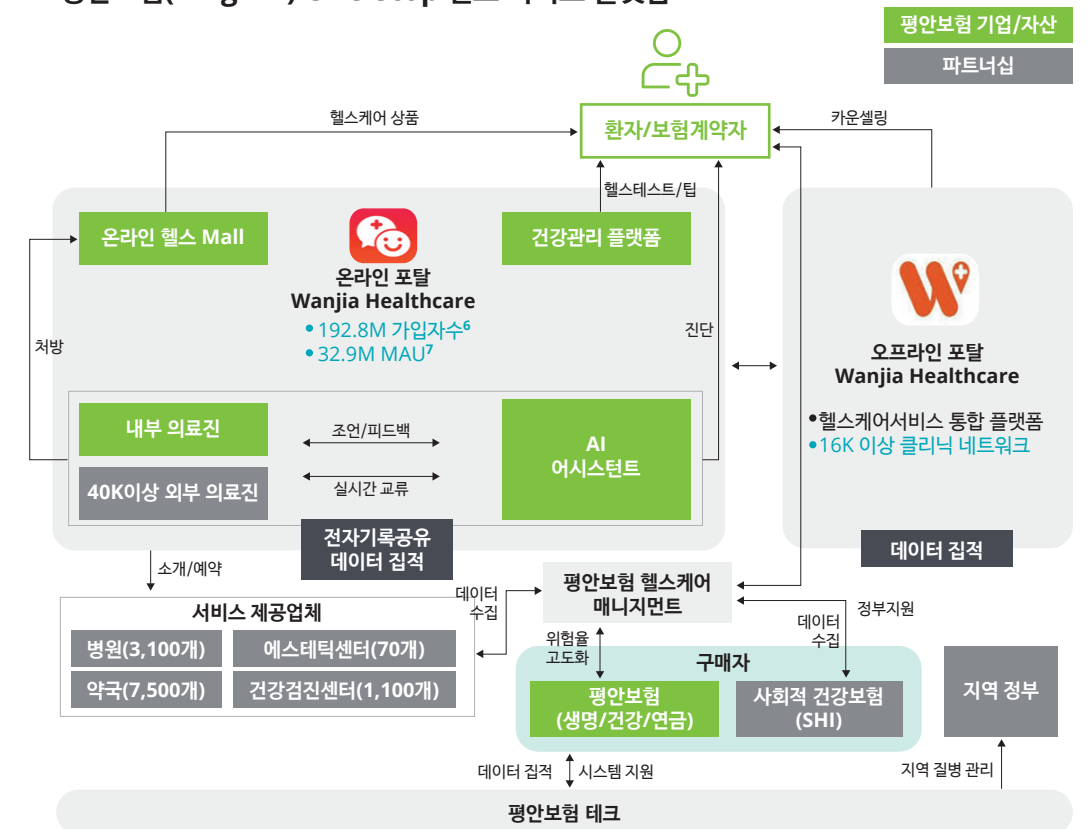 평안보험 기업/자산
파트너십
헬스케어 상품
환자/보험계약자
카운셀링
헬스테스트/팁
온라인 헬스 Mall
건강관리 플랫폼
온라인 포탈
Wanjia Healthcare
• 192.8M 가입자수⁶
• 32.9M MAU⁷
처방
진단
오프라인 포탈
Wanjia Healthcare
•헬스케어서비스 통합 플랫폼
•16K 이상 클리닉 네트워크
내부 의료진
조언/피드백
AI
어시스턴트
40K이상 외부 의료진
실시간 교류
전자기록공유
데이터 집적
데이터 집적
소개/예약
서비스 제공업체
병원(3,100개)
에스테틱센터(70개)
약국(7,500개)
건강검진센터(1,100개)
데이터
수집
평안보험 헬스케어
매니지먼트
위험율
고도화
데이터
수집
정부지원
구매자
평안보험
(생명/건강/연금)
사회적 건강보험
(SHI)
지역 정부
데이터 집적
시스템 지원
지역 질병 관리
평안보험 테크